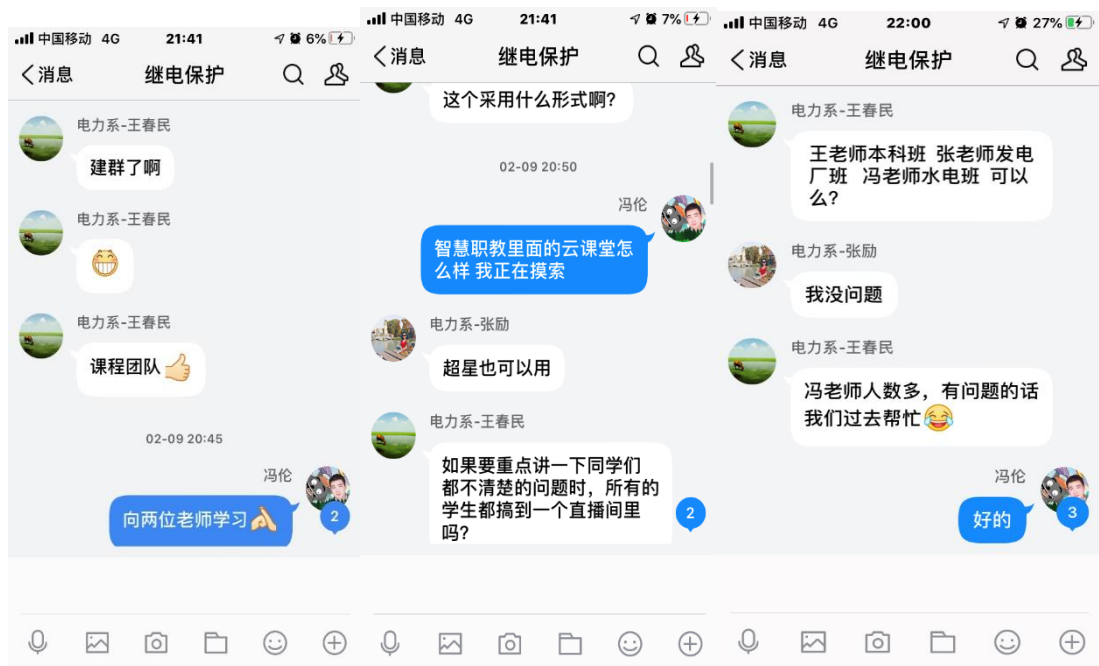 中国移动 4G 21:41 6%
消息 继电保护
电力系-王春民
建群了啊
电力系-王春民
电力系-王春民
课程团队
02-09 20:45
冯伦
向两位老师学习
2
中国移动 4G 21:41 7%
消息 继电保护
这个采用什么形式啊?
02-09 20:50
冯伦
智慧职教里面的云课堂怎
么样 我正在摸索
电力系-张励
超星也可以用
电力系-王春民
如果要重点讲一下同学们
都不清楚的问题时，所有的
学生都搞到一个直播间里
吗?
2
中国移动 4G 22:00 27%
消息 继电保护
电力系-王春民
王老师本科班 张老师发电
厂班 冯老师水电班 可以
么?
电力系-张励
我没问题
电力系-王春民
冯老师人数多，有问题的话
我们过去帮忙
冯伦
好的
3